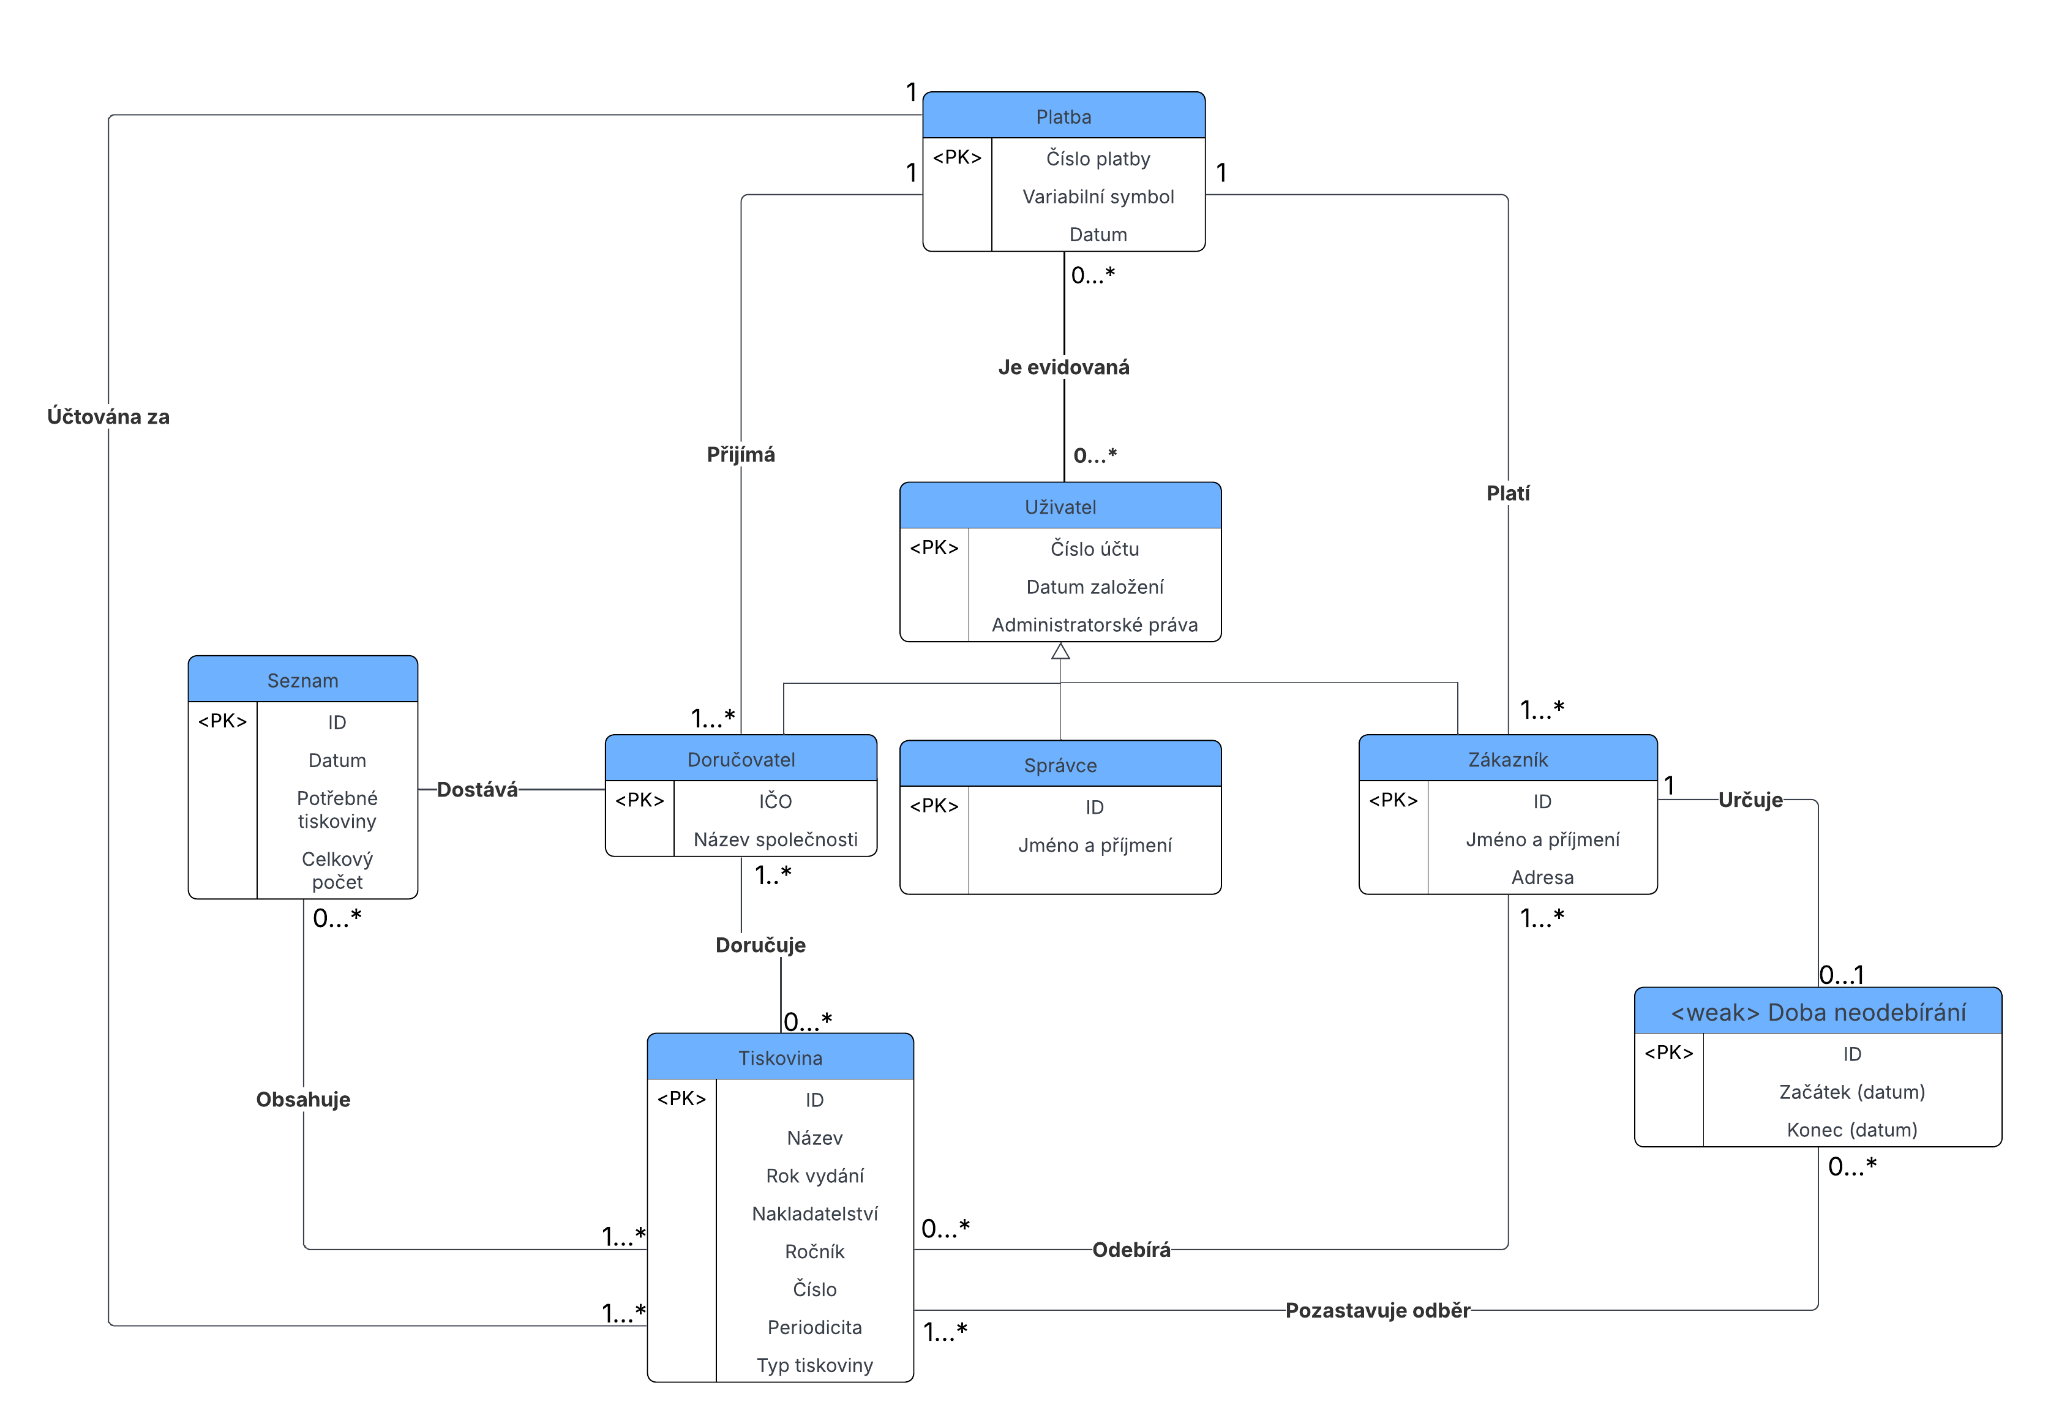 1
Platba
<PK>
Číslo platby
Variabilní symbol
Datum
1
1
0...*
Je evidovaná
Účtována za
Přijímá
0...*
Platí
Uživatel
<PK>
Číslo účtu
Datum založení
Administratorské práva
Seznam
<PK>
ID
Datum
Potřebné
tiskoviny
Celkový
počet
0...*
Dostává
1...*
Doručovatel
<PK>
IČO
Název společnosti
1..*
Správce
<PK>
ID
Jméno a příjmení
1...*
Zákazník
<PK>
ID
Jméno a příjmení
Adresa
1...*
1
Určuje
0...1
<weak> Doba neodebírání
<PK>
ID
Začátek (datum)
Konec (datum)
0...*
Doručuje
0...*
Tiskovina
<PK>
ID
Název
Rok vydání
Nakladatelství
Ročník
Číslo
Periodicita
Typ tiskoviny
Obsahuje
1...*
1...*
0...*
Odebírá
Pozastavuje odběr
1...*